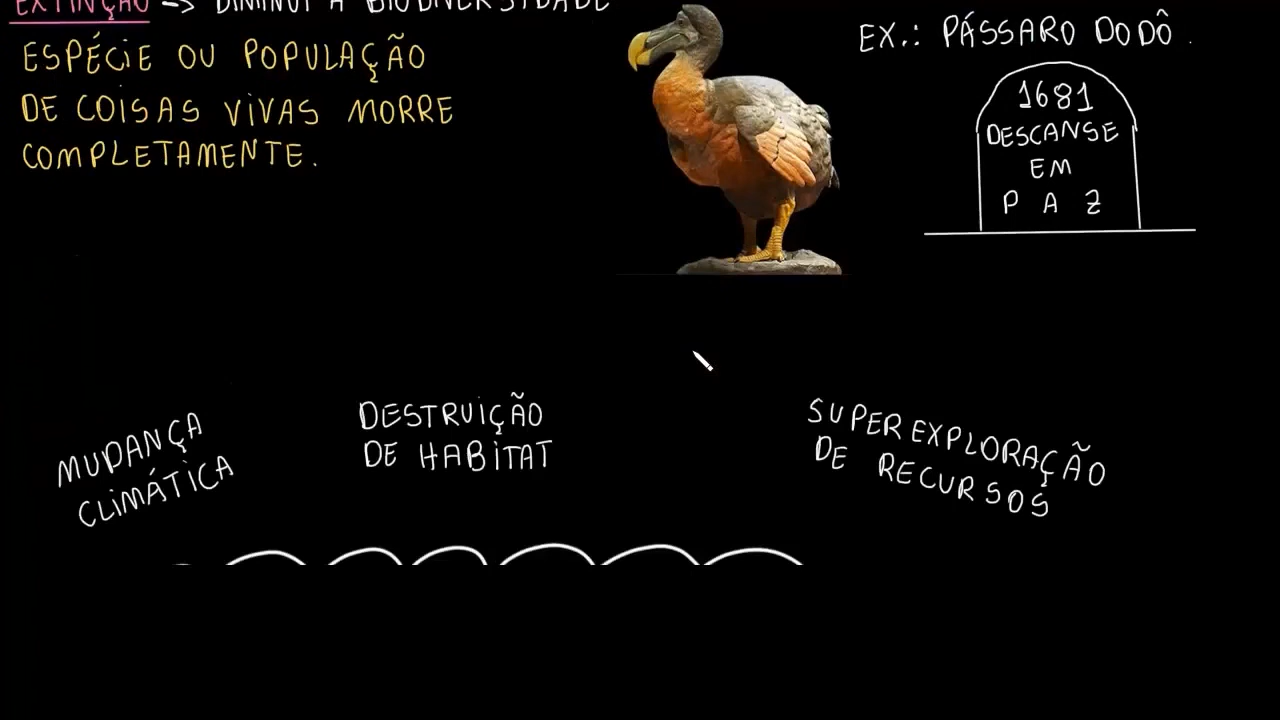 EXTINÇÃO -> DIMINUI A BIODIVERSIDADE
ESPÉCIE OU POPULAÇÃO
DE COISAS VIVAS MORRE
COMPLETAMENTE.
EX.: PÁSSARO DODÔ.
1681
DESCANSE
EM
PAZ
MUDANÇA
CLIMÁTICA
DESTRUIÇÃO
DE HABITAT
SUPEREXPLORAÇÃO
DE RECURSOS